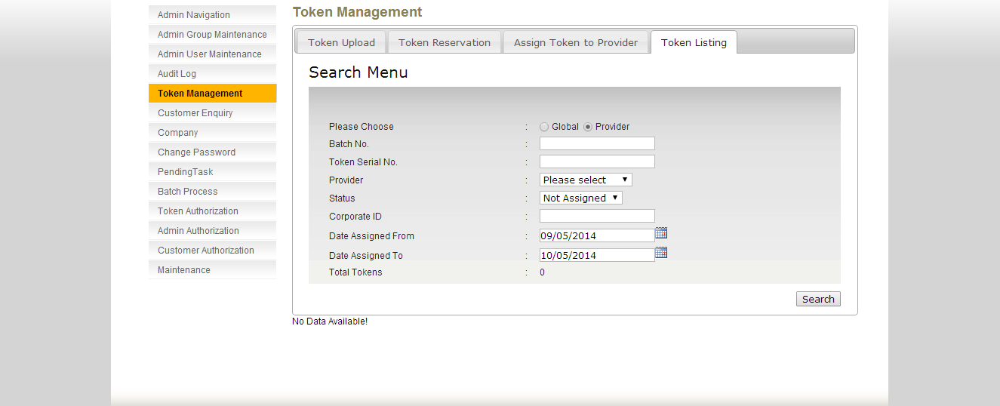 Admin Navigation
Admin Group Maintenance
Admin User Maintenance
Audit Log
Token Management
Customer Enquiry
Company
Change Password
PendingTask
Batch Process
Token Authorization
Admin Authorization
Customer Authorization
Maintenance
Token Management
Token Upload Token Reservation Assign Token to Provider Token Listing
Search Menu
Please Choose : Global Provider
Batch No. :
Token Serial No. :
Provider : Please select
Status : Not Assigned
Corporate ID :
Date Assigned From : 09/05/2014
Date Assigned To : 10/05/2014
Total Tokens : 0
Search
No Data Available!